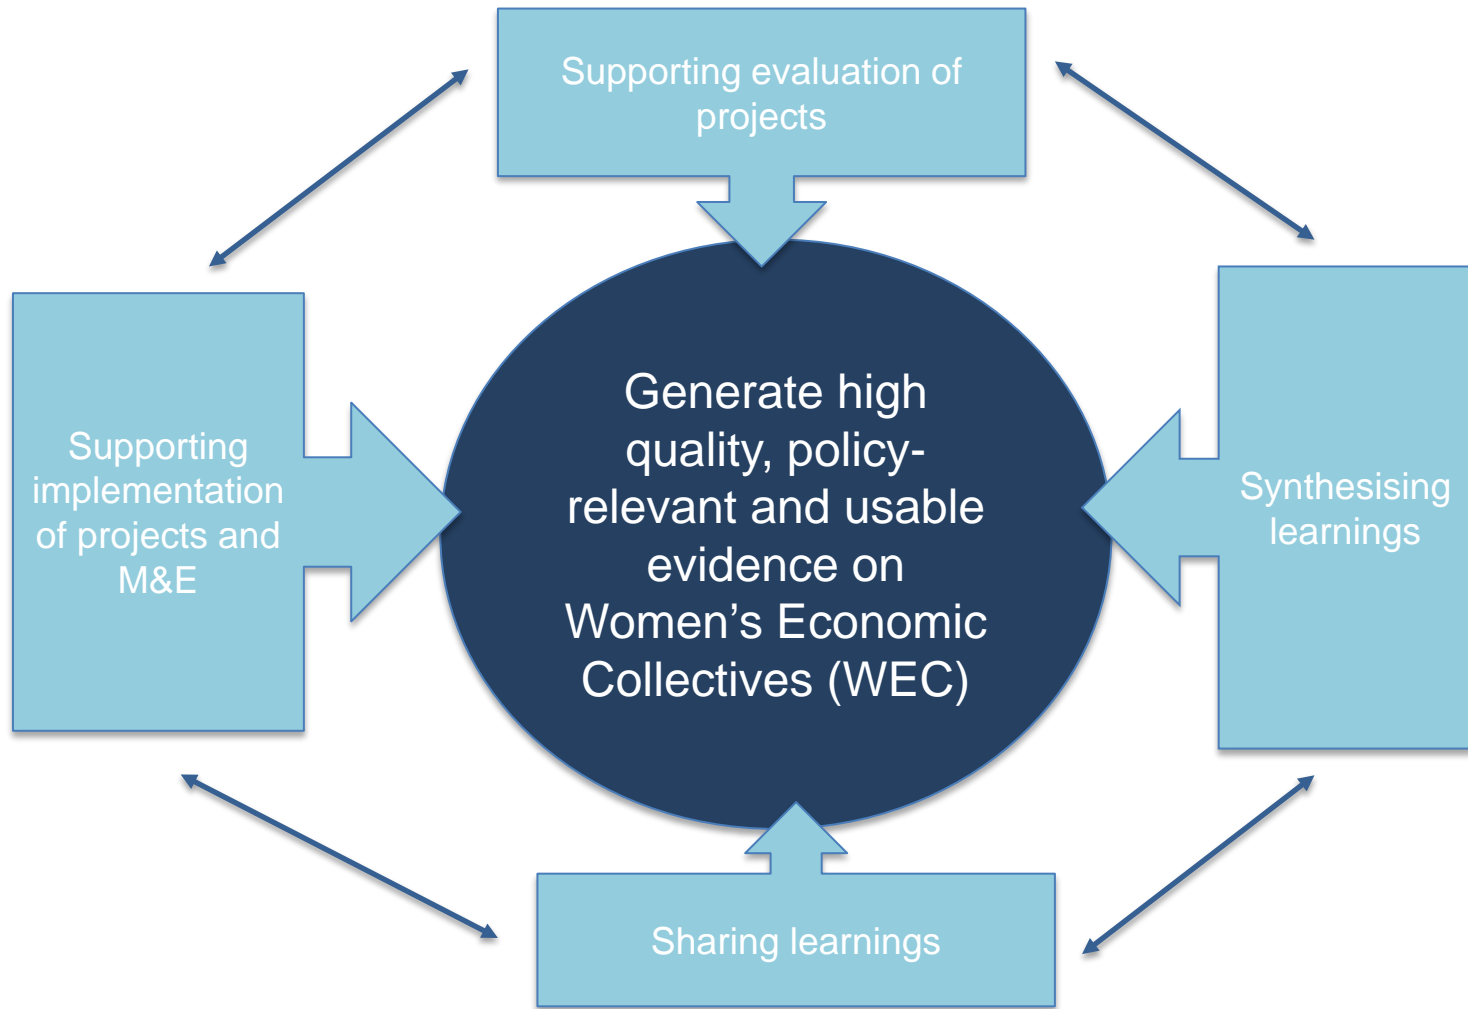 Supporting evaluation of
projects
Supporting
implementation
of projects and
M&E
Generate high
quality, policy-
relevant and usable
evidence on
Women’s Economic
Collectives (WEC)
Synthesising
learnings
Sharing learnings